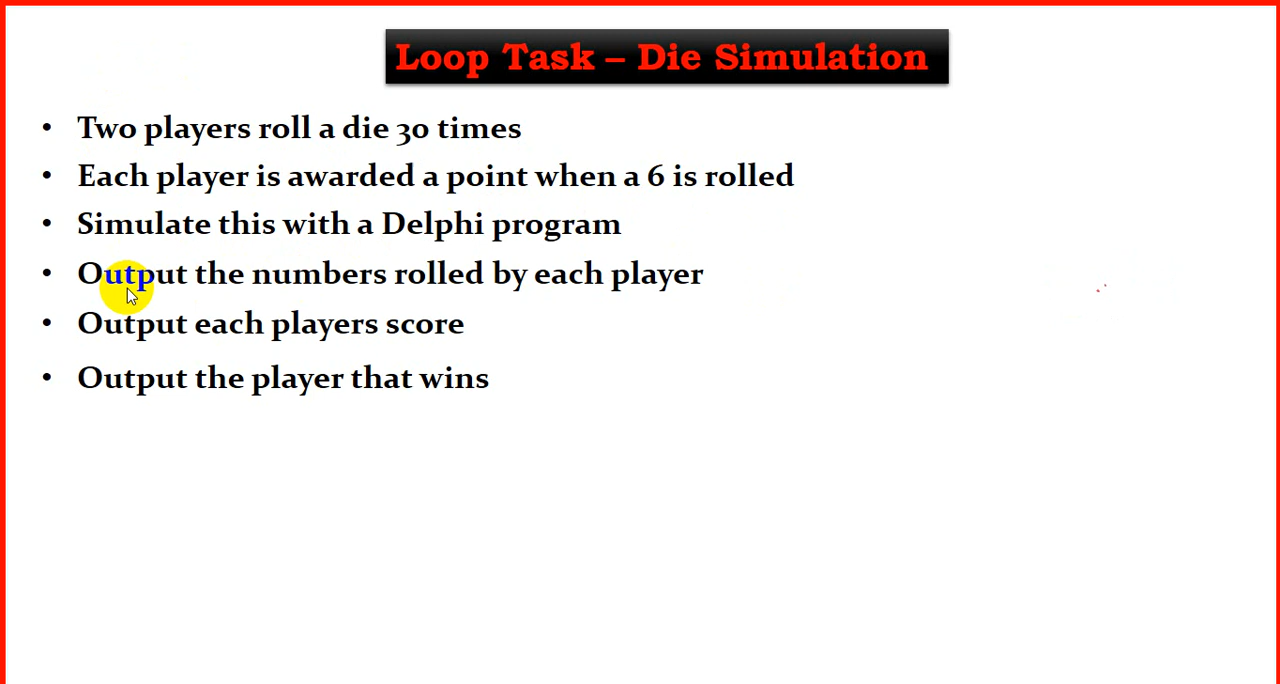 Loop Task – Die Simulation
• Two players roll a die 30 times
• Each player is awarded a point when a 6 is rolled
• Simulate this with a Delphi program
• Output the numbers rolled by each player
• Output each players score
• Output the player that wins